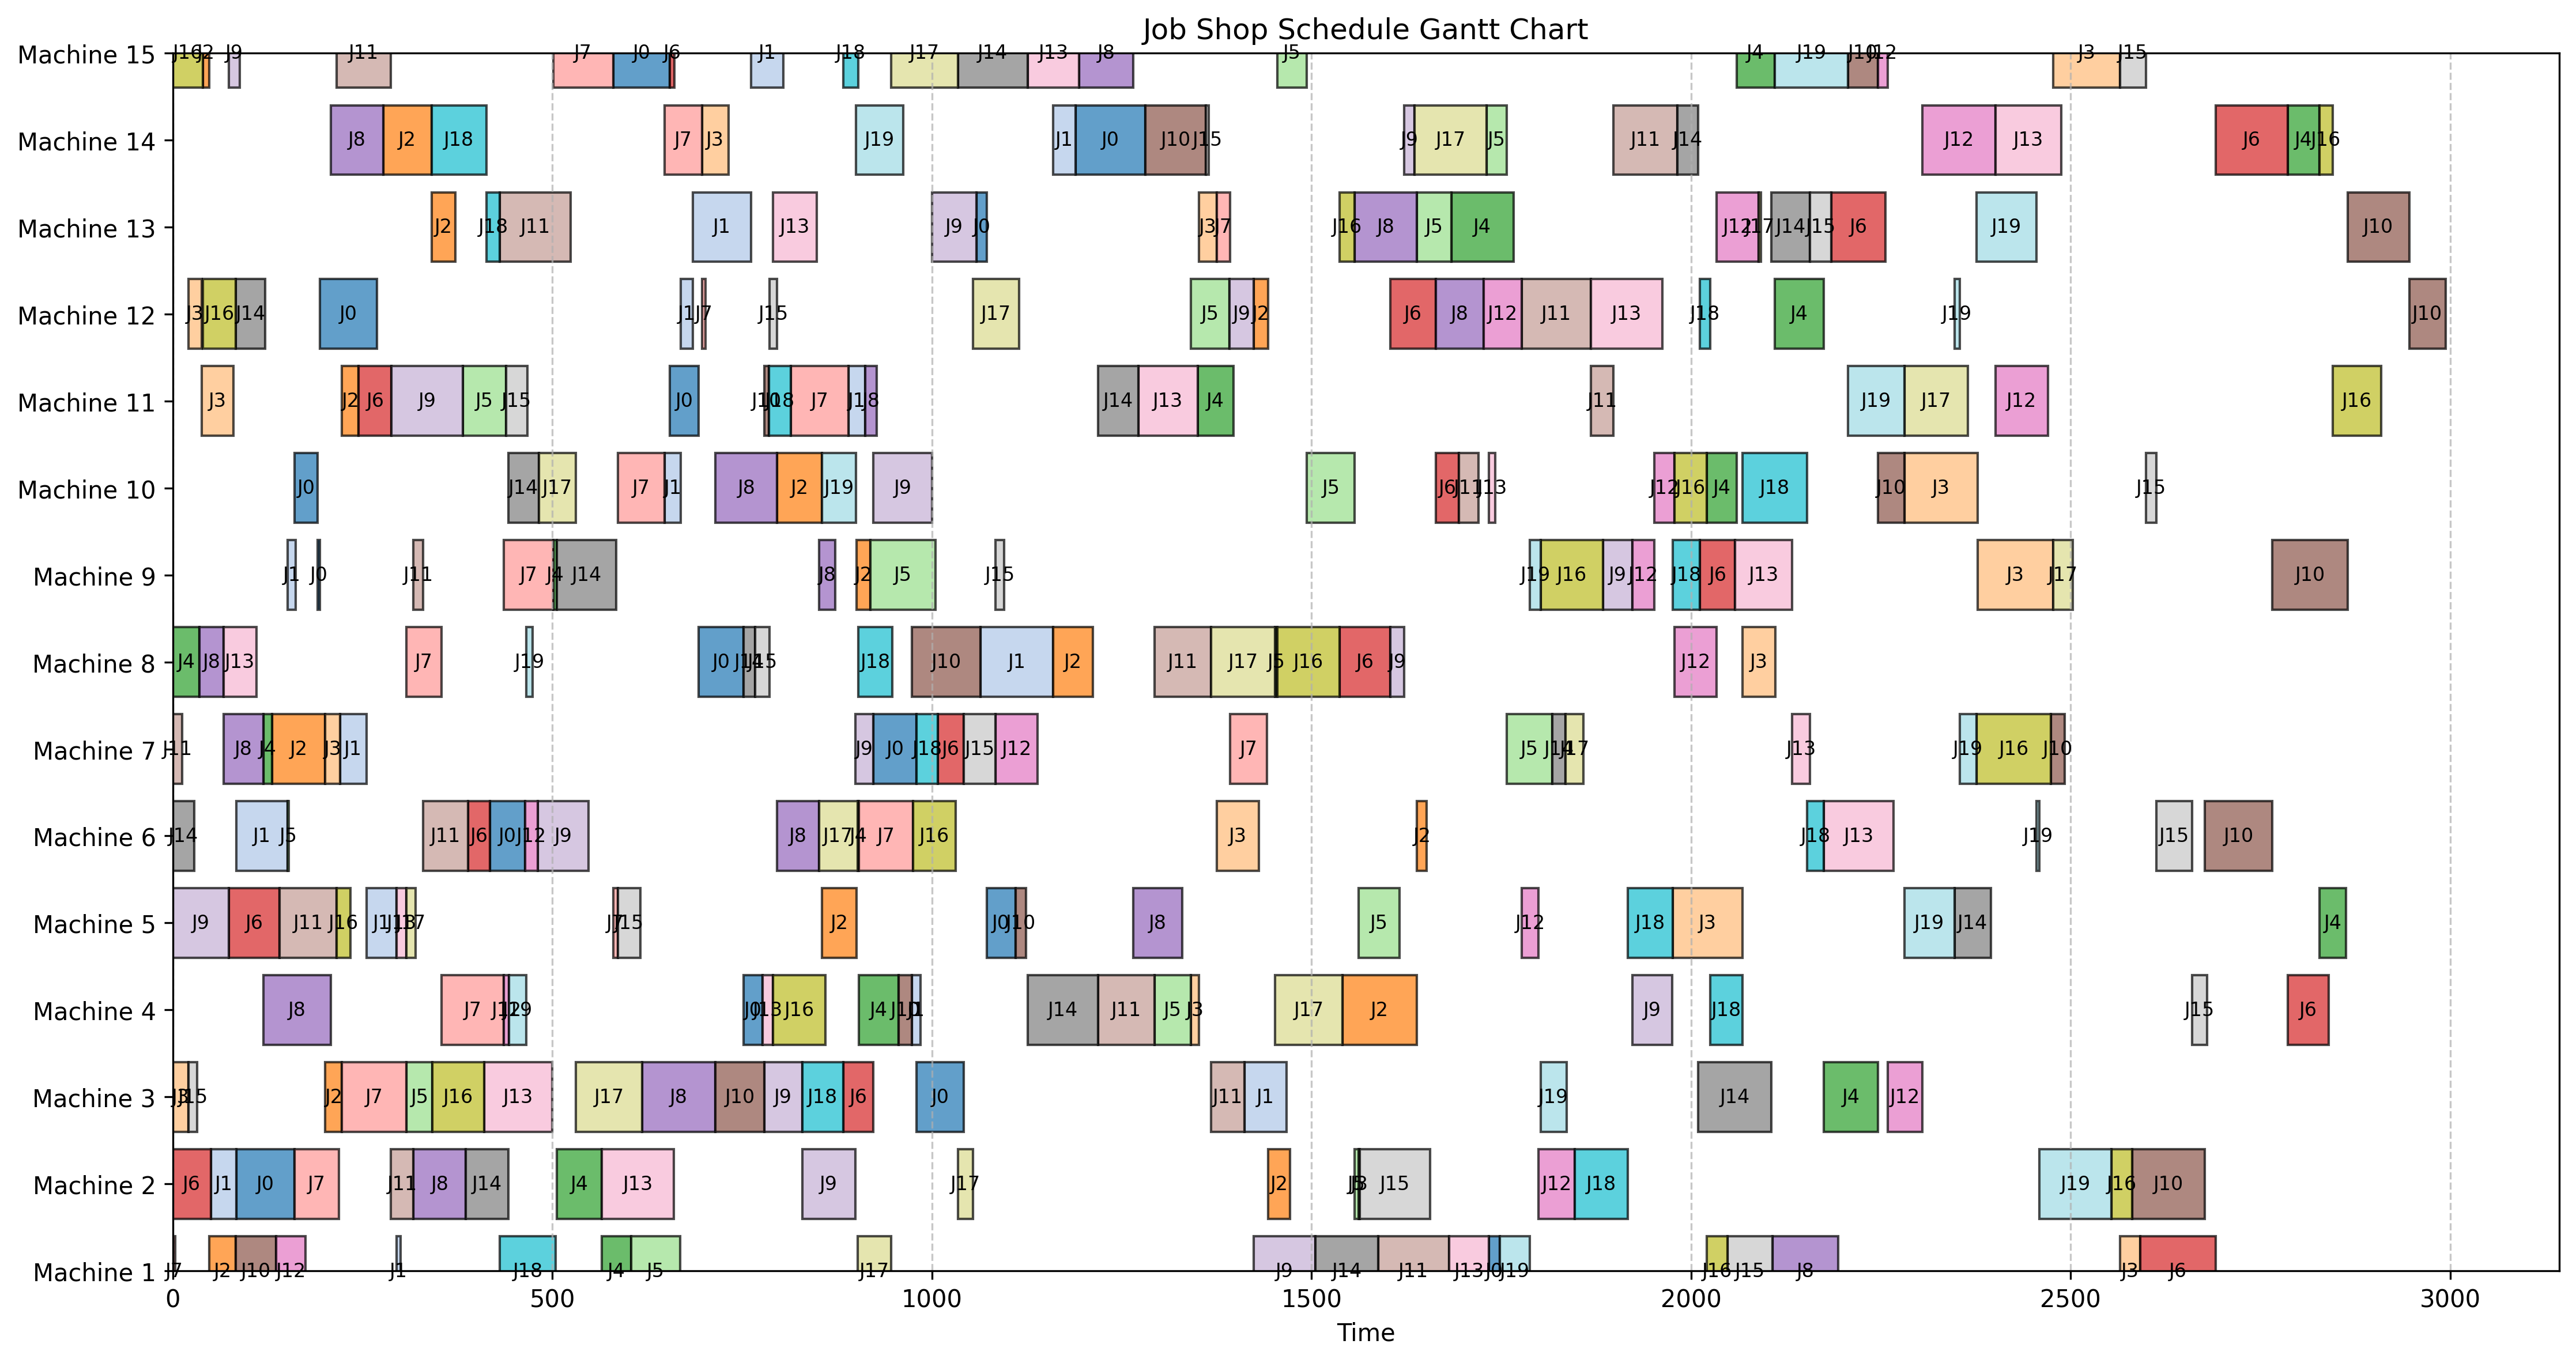 Job Shop Schedule Gantt Chart
Machine 15 J16 J2 J9 J11 J7 J0 J6 J1 J18 J17 J14 J13 J8 J5 J4 J19 J10 J12 J3 J15
Machine 14 J8 J2 J18 J7 J3 J19 J1 J0 J10 J15 J9 J17 J5 J11 J14 J12 J13 J6 J4 J16
Machine 13 J2 J18 J11 J1 J13 J9 J0 J3 J7 J16 J8 J5 J4 J12 J17 J14 J15 J6 J19 J10
Machine 12 J3 J16 J14 J0 J1 J7 J15 J17 J5 J9 J2 J6 J8 J12 J11 J13 J18 J4 J19 J10
Machine 11 J3 J2 J6 J9 J5 J15 J0 J10 J18 J7 J1 J8 J14 J13 J4 J11 J19 J17 J12 J16
Machine 10 J0 J14 J17 J7 J1 J8 J2 J19 J9 J5 J6 J11 J13 J12 J16 J4 J18 J10 J3 J15
Machine 9 J1 J0 J11 J7 J4 J14 J8 J2 J5 J15 J19 J16 J9 J12 J18 J6 J13 J3 J17 J10
Machine 8 J4 J8 J13 J7 J19 J0 J14 J15 J18 J10 J1 J2 J11 J17 J5 J16 J6 J9 J12 J3
Machine 7 J11 J8 J4 J2 J3 J1 J9 J0 J18 J6 J15 J12 J7 J5 J14 J17 J13 J19 J16 J10
Machine 6 J14 J1 J5 J11 J6 J0 J12 J9 J8 J17 J4 J7 J16 J3 J2 J18 J13 J19 J15 J10
Machine 5 J9 J6 J11 J16 J1 J13 J17 J7 J15 J2 J0 J10 J8 J5 J12 J18 J3 J19 J14 J4
Machine 4 J8 J7 J12 J19 J0 J13 J16 J4 J10 J1 J14 J11 J5 J3 J17 J2 J9 J18 J15 J6
Machine 3 J3 J15 J2 J7 J5 J16 J13 J17 J8 J10 J9 J18 J6 J0 J11 J1 J19 J14 J4 J12
Machine 2 J6 J1 J0 J7 J11 J8 J14 J4 J13 J9 J17 J2 J5 J3 J15 J12 J18 J19 J16 J10
Machine 1 J7 J2 J10 J12 J1 J18 J4 J5 J17 J9 J14 J11 J13 J0 J19 J16 J15 J8 J3 J6
0 500 1000 1500 2000 2500 3000
Time